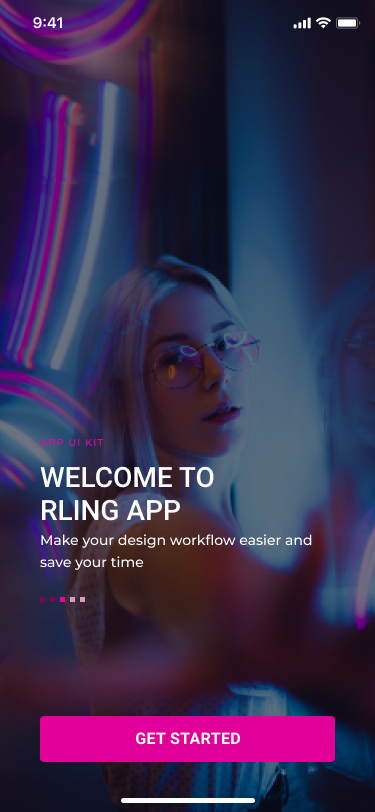 9:41
APP UI KIT
WELCOME TO
RLING APP
Make your design workflow easier and
save your time
GET STARTED